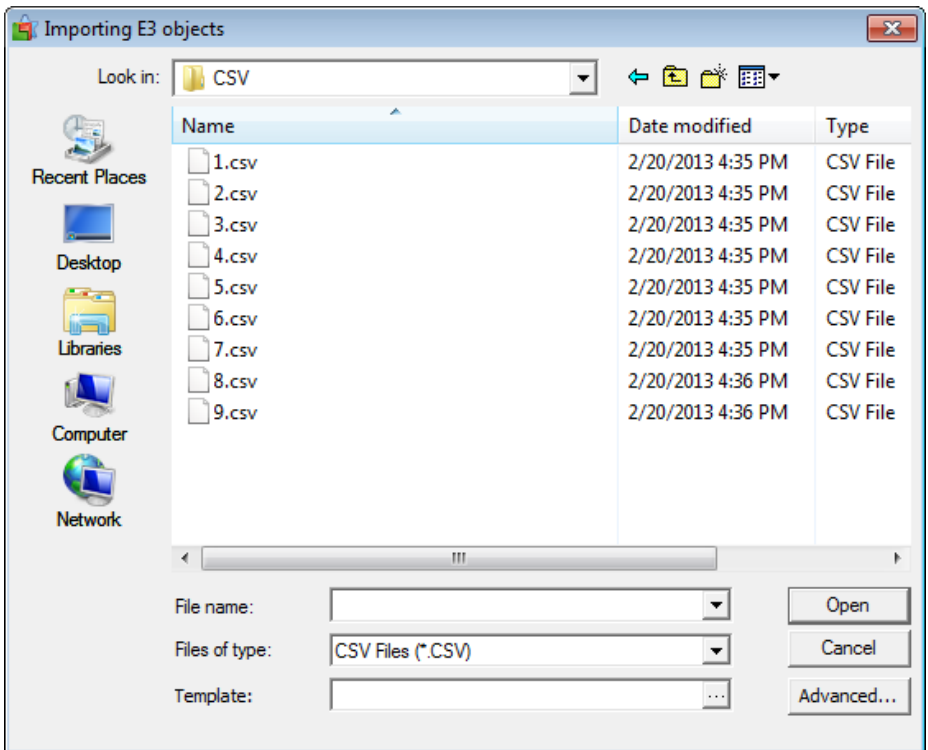 Importing E3 objects
Look in: CSV
Name Date modified Type
Recent Places
Desktop
Libraries
Computer
Network
1.csv 2/20/2013 4:35 PM CSV File
2.csv 2/20/2013 4:35 PM CSV File
3.csv 2/20/2013 4:35 PM CSV File
4.csv 2/20/2013 4:35 PM CSV File
5.csv 2/20/2013 4:35 PM CSV File
6.csv 2/20/2013 4:35 PM CSV File
7.csv 2/20/2013 4:35 PM CSV File
8.csv 2/20/2013 4:36 PM CSV File
9.csv 2/20/2013 4:36 PM CSV File
File name: Open
Files of type: CSV Files (*.CSV) Cancel
Template: ... Advanced...